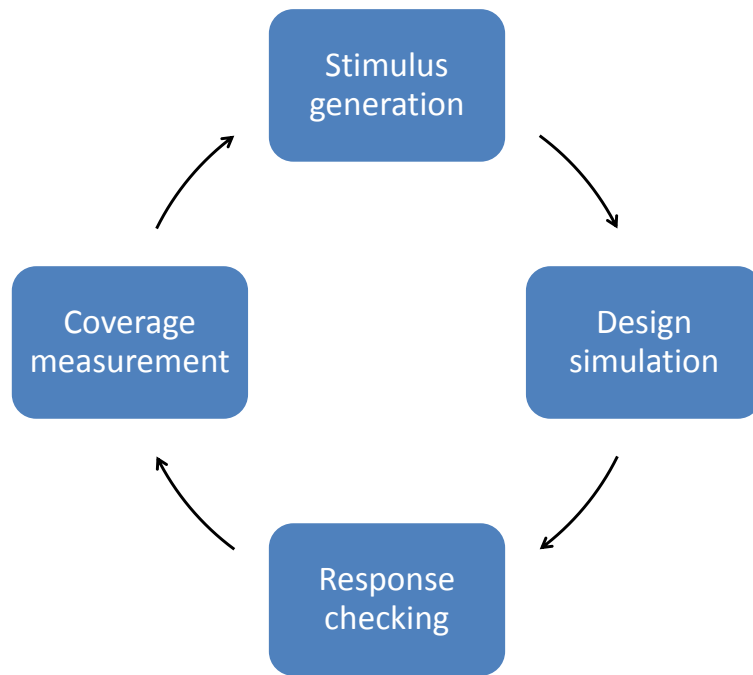 Stimulus
generation
Coverage
measurement
Design
simulation
Response
checking